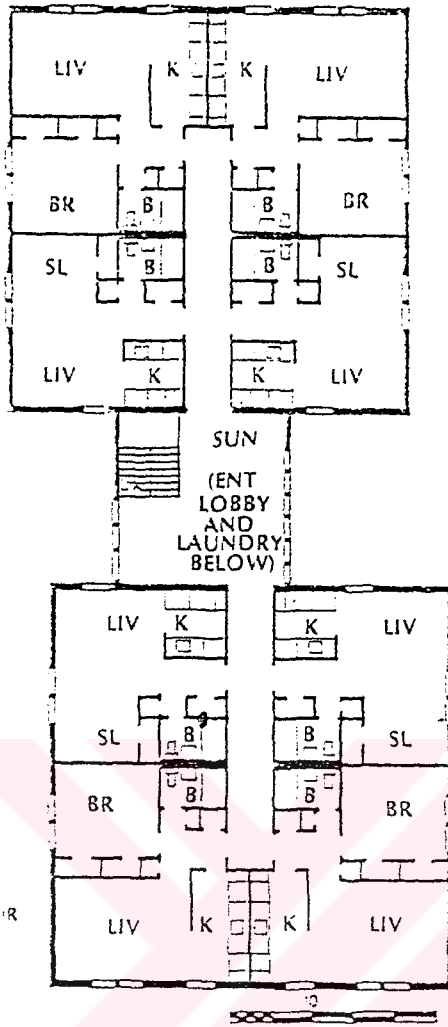 LIV K K LIV
BR B B BR
SL B B SL
LIV K K LIV
SUN
(ENT
LOBBY
AND
LAUNDRY
BELOW)
LIV K K LIV
SL B B SL
BR B B BR
LIV K K LIV